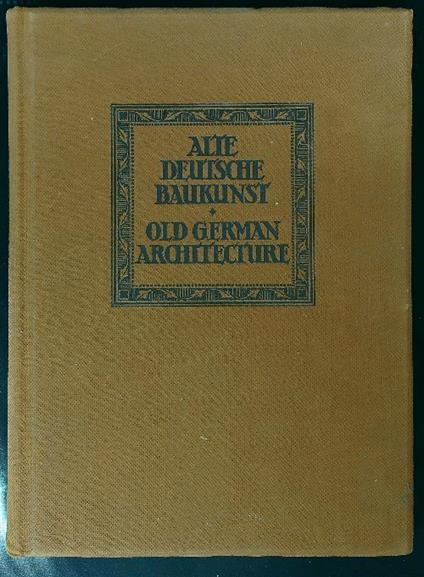 ALTE
DEUTSCHE
BAUKUNST
OLD GERMAN
ARCHITECTURE